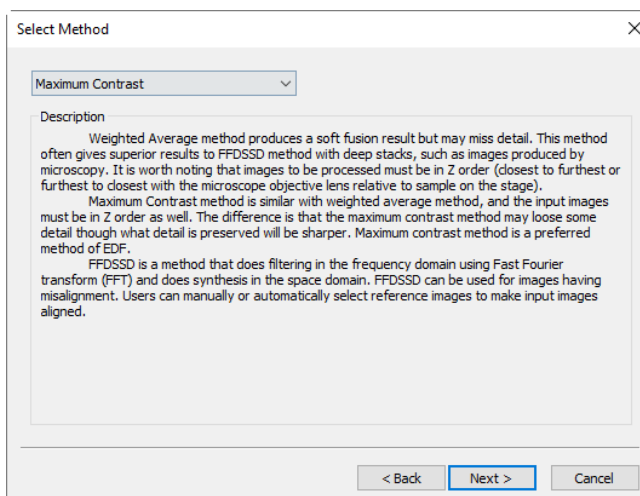 Select Method
Maximum Contrast
Description
Weighted Average method produces a soft fusion result but may miss detail. This method
often gives superior results to FFDSSD method with deep stacks, such as images produced by
microscopy. It is worth noting that images to be processed must be in Z order (closest to furthest or
furthest to closest with the microscope objective lens relative to sample on the stage).
Maximum Contrast method is similar with weighted average method, and the input images
must be in Z order as well. The difference is that the maximum contrast method may loose some
detail though what detail is preserved will be sharper. Maximum contrast method is a preferred
method of EDF.
FFDSSD is a method that does filtering in the frequency domain using Fast Fourier
transform (FFT) and does synthesis in the space domain. FFDSSD can be used for images having
misalignment. Users can manually or automatically select reference images to make input images
aligned.
< Back Next > Cancel